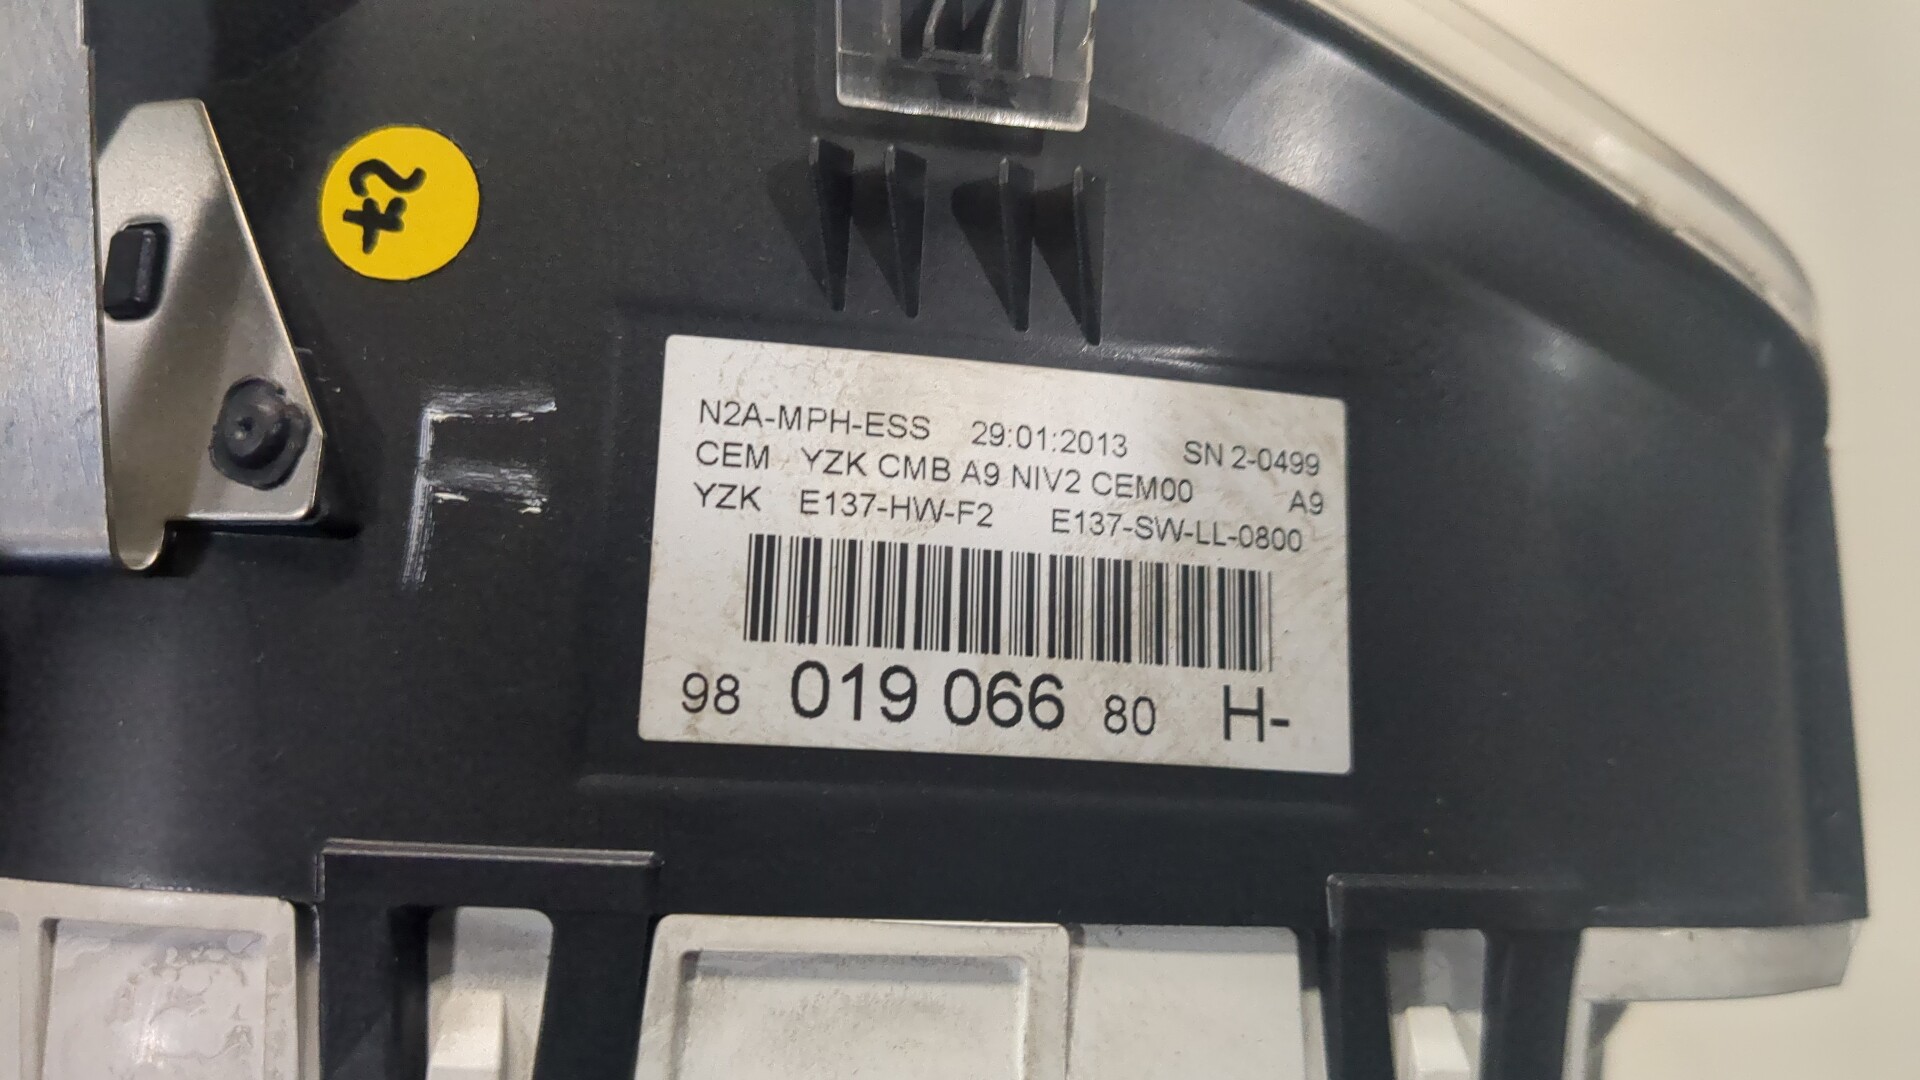 F
N2A-MPH-ESS 29:01:2013 SN 2-0499
CEM YZK CMB A9 NIV2 CEM00 A9
YZK E137-HW-F2 E137-SW-LL-0800
98 019 066 80 H-